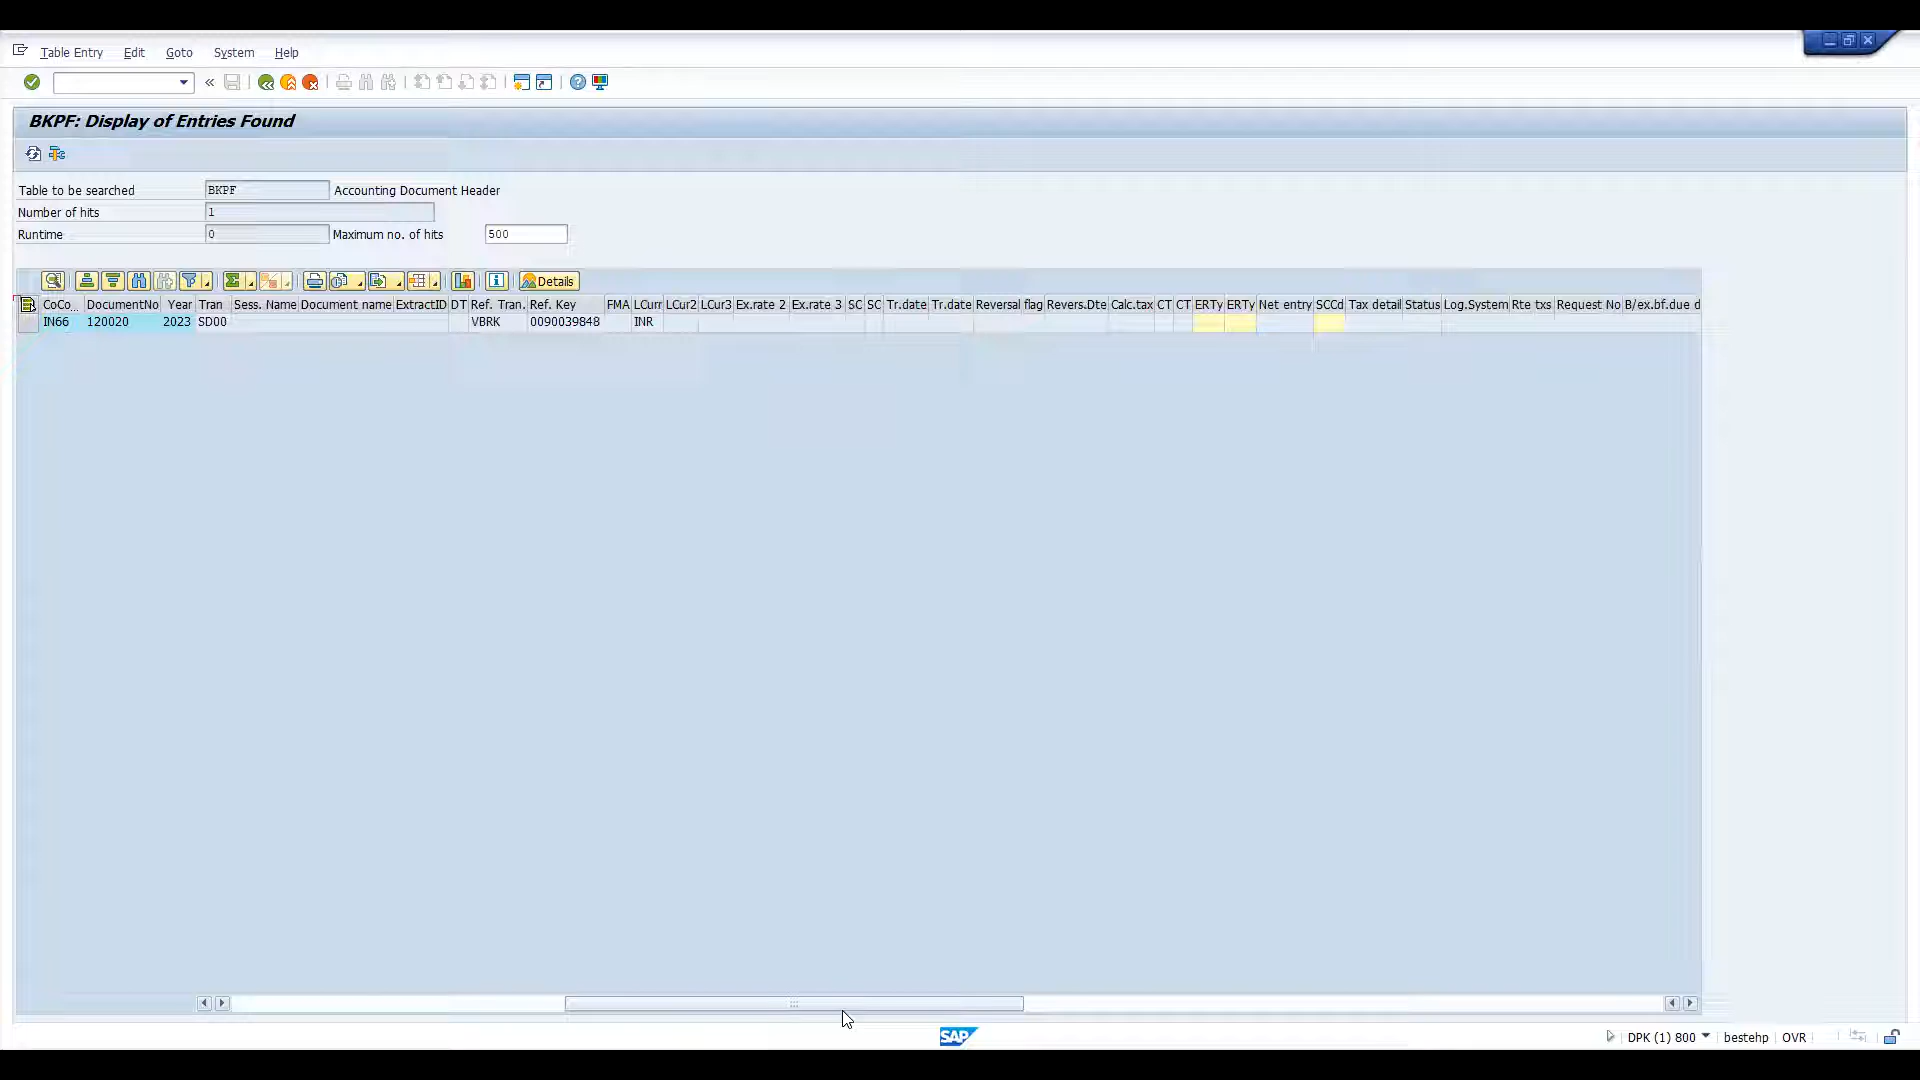 Table Entry Edit Goto System Help
BKPF: Display of Entries Found
Table to be searched BKPF Accounting Document Header
Number of hits 1
Runtime 0 Maximum no. of hits 500
Details
CoCo... DocumentNo Year Tran Sess. Name Document name ExtractID DT Ref. Tran. Ref. Key FMA LCurr LCur2 LCur3 Ex.rate 2 Ex.rate 3 SC SC Tr.date Tr.date Reversal flag Revers.Dte Calc.tax CT CT ERTy ERTy Net entry SCCd Tax detail Status Log.System Rte txs Request No B/ex.bf.due d
IN66 120020 2023 SD00 VBRK 0090039848 INR
SAP DPK (1) 800 bestehp OVR